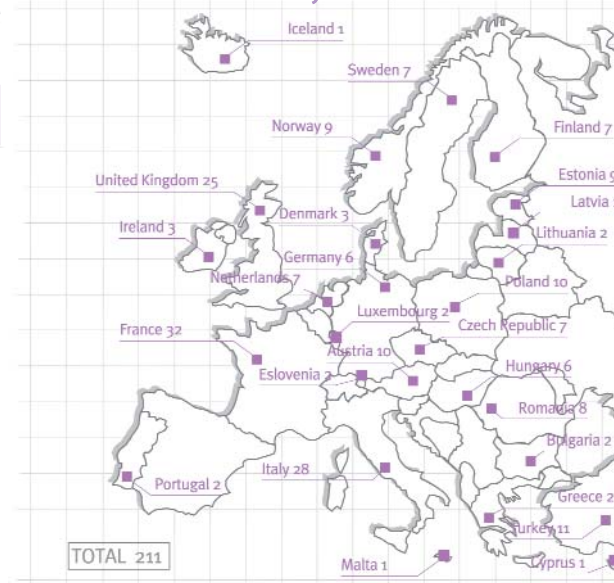 Iceland 1
Sweden 7
Norway 9
Finland 7
Estonia 9
United Kingdom 25
Latvia
Denmark 3
Ireland 3
Lithuania 2
Germany 6
Netherlands 7
Poland 10
Luxembourg 2
France 32
Czech Republic 7
Austria 10
Hungary 6
Eslovenia 2
Romania 8
Bulgaria 2
Italy 28
Portugal 2
Greece 2
Turkey 11
TOTAL 211
Malta 1
Cyprus 1